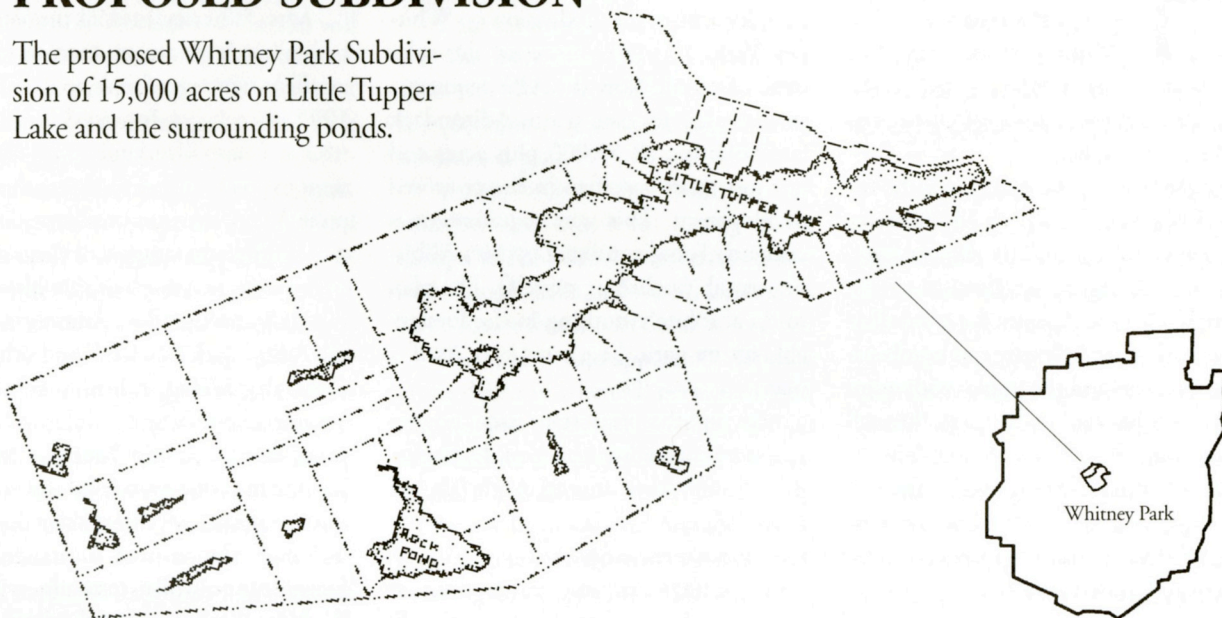 PROPOSED SUBDIVISION
The proposed Whitney Park Subdivi-
sion of 15,000 acres on Little Tupper
Lake and the surrounding ponds.
LITTLE TUPPER LAKE
ROCK
POND
Whitney Park